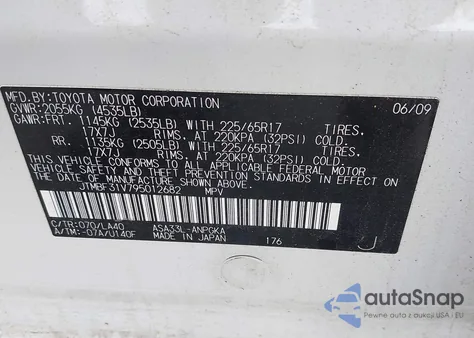 MFD.BY:TOYOTA MOTOR CORPORATION 06/09
GVWR:2055KG (4535LB)
GAWR:FRT. 1145KG (2535LB) WITH 225/65R17 TIRES.
17X7J RIMS. AT 220KPA (32PSI) COLD.
RR. 1135KG (2505LB) WITH 225/65R17 TIRES.
17X7J RIMS. AT 220KPA (32PSI) COLD.
THIS VEHICLE CONFORMS TO ALL APPLICABLE FEDERAL MOTOR
VEHICLE SAFETY AND THEFT PREVENTION STANDARDS IN EFFECT ON
THE DATE OF MANUFACTURE SHOWN ABOVE.
JTMBF31V795012682 MPV
C/TR:070/LA40 ASA33L-ANPGKA
A/TM:-07A/U140F MADE IN JAPAN 176 J
autoSnap
Pewne auto z aukcji USA i EU